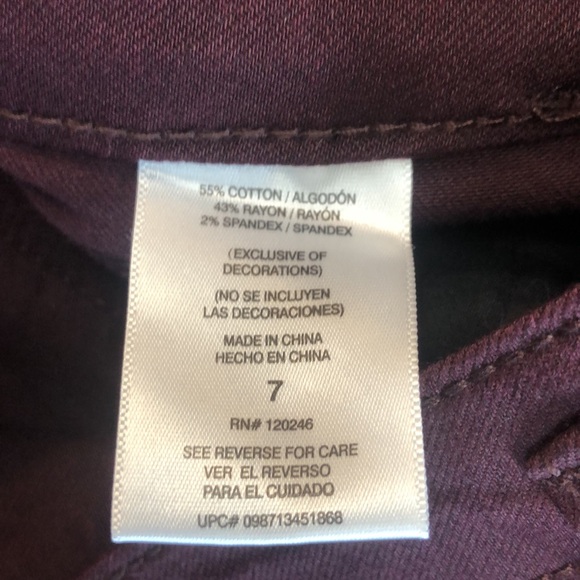 55% COTTON / ALGODÓN
43% RAYON / RAYÓN
2% SPANDEX / SPANDEX
(EXCLUSIVE OF
DECORATIONS)
(NO SE INCLUYEN
LAS DECORACIONES)
MADE IN CHINA
HECHO EN CHINA
7
RN# 120246
SEE REVERSE FOR CARE
VER EL REVERSO
PARA EL CUIDADO
UPC# 098713451868